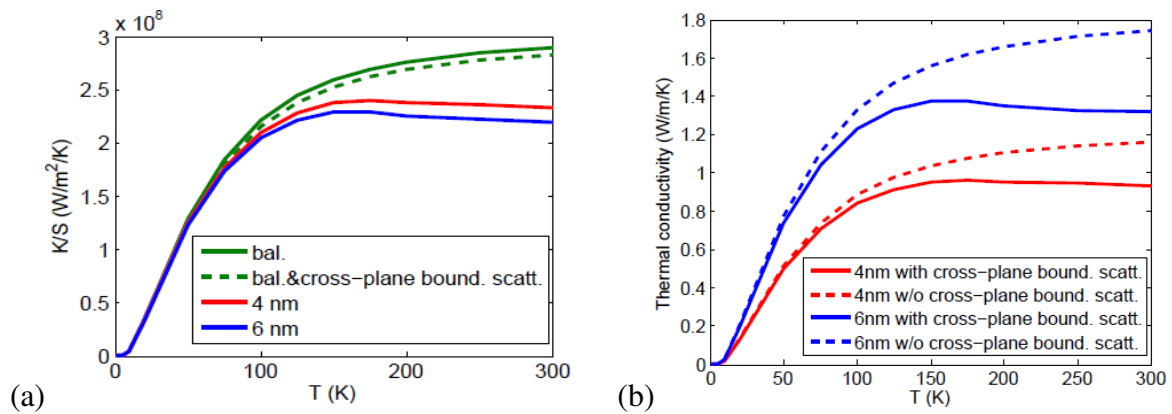 x 10^8
3
2.5
2
1.5
1
0.5
0
K/S (W/m^2/K)
bal.
bal.&cross-plane bound. scatt.
4 nm
6 nm
0 100 200 300
T (K)
(a)
1.8
1.6
1.4
1.2
1
0.8
0.6
0.4
0.2
0
Thermal conductivity (W/m/K)
4nm with cross-plane bound. scatt.
4nm w/o cross-plane bound. scatt.
6nm with cross-plane bound. scatt.
6nm w/o cross-plane bound. scatt.
0 50 100 150 200 250 300
T (K)
(b)